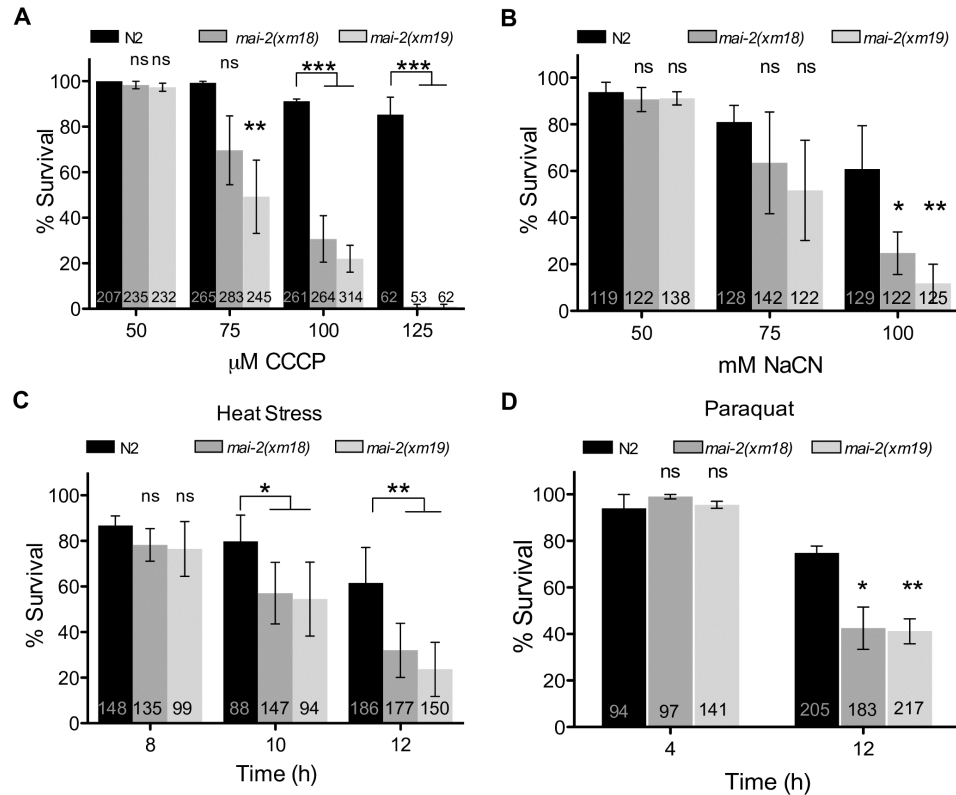 A
N2 mai-2(xm18) mai-2(xm19)
ns ns ns *** ***
**
% Survival
100
80
60
40
20
0
207 235 232 265 283 245 261 264 314 62 53 62
50 75 100 125
μM CCCP
B
N2 mai-2(xm18) mai-2(xm19)
ns ns ns ns
* **
% Survival
100
80
60
40
20
0
119 122 138 128 142 122 129 122 125
50 75 100
mM NaCN
C
Heat Stress
N2 mai-2(xm18) mai-2(xm19)
ns ns * **
% Survival
100
80
60
40
20
0
148 135 99 88 147 94 186 177 150
8 10 12
Time (h)
D
Paraquat
N2 mai-2(xm18) mai-2(xm19)
ns ns
* **
% Survival
100
80
60
40
20
0
94 97 141 205 183 217
4 12
Time (h)